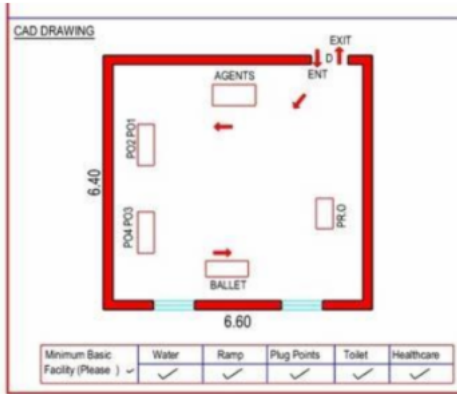 CAD DRAWING
EXIT
D
ENT
AGENTS
PO2 PO1
6.40
PO4 PO3
PR.O
BALLET
6.60
Minimum Basic Water Ramp Plug Points Toilet Healthcare
Facility (Please ) ✓ ✓ ✓ ✓ ✓ ✓